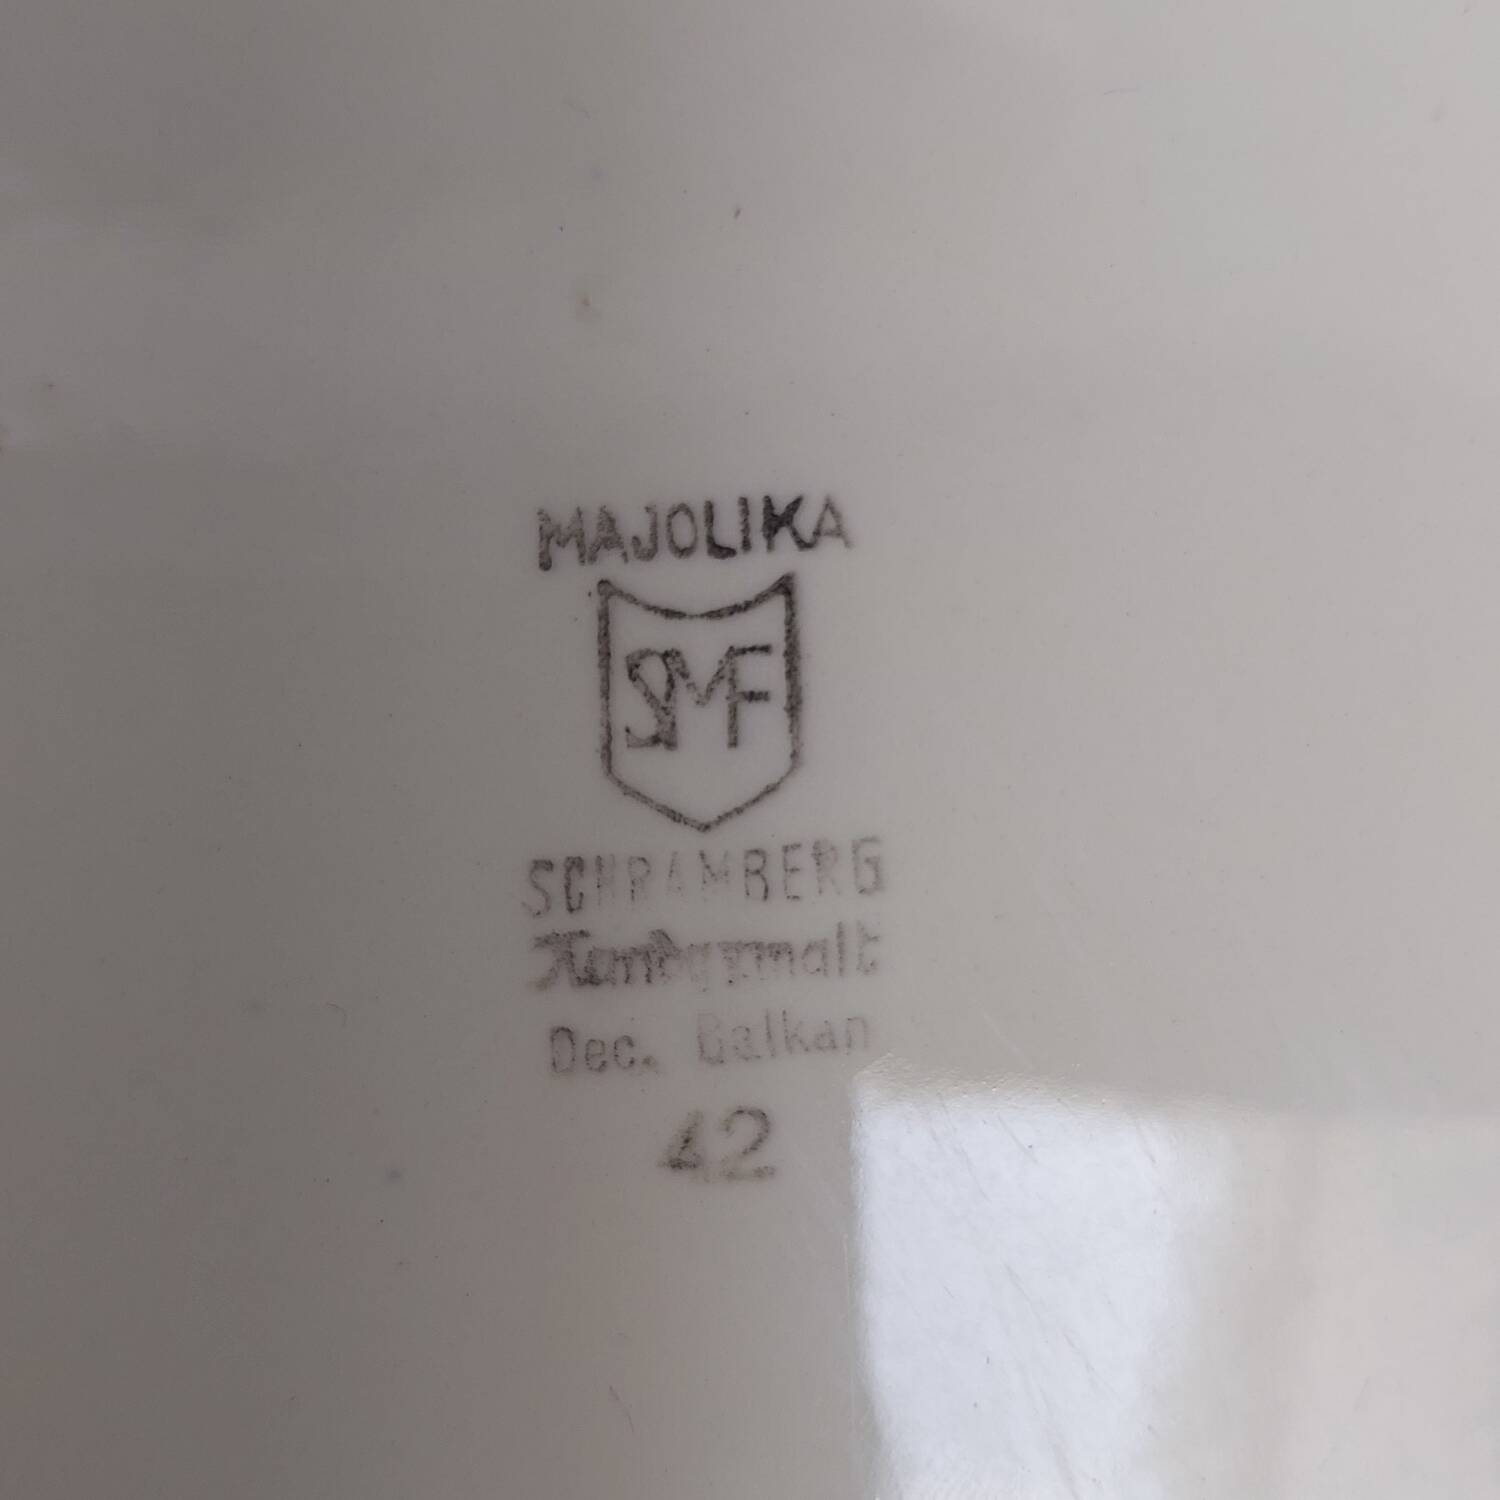 MAJOLIKA
SMF
SCHRAMBERG
Handgemalt
Dec. Balkan
42